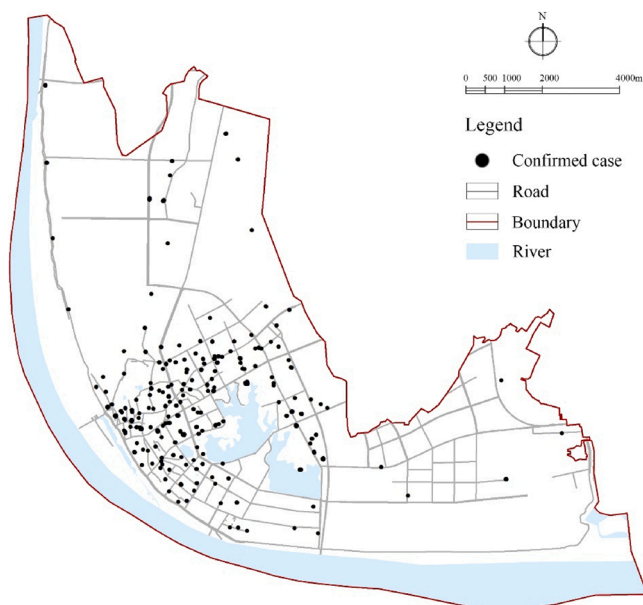 N
0 500 1000 2000 4000m
Legend
Confirmed case
Road
Boundary
River